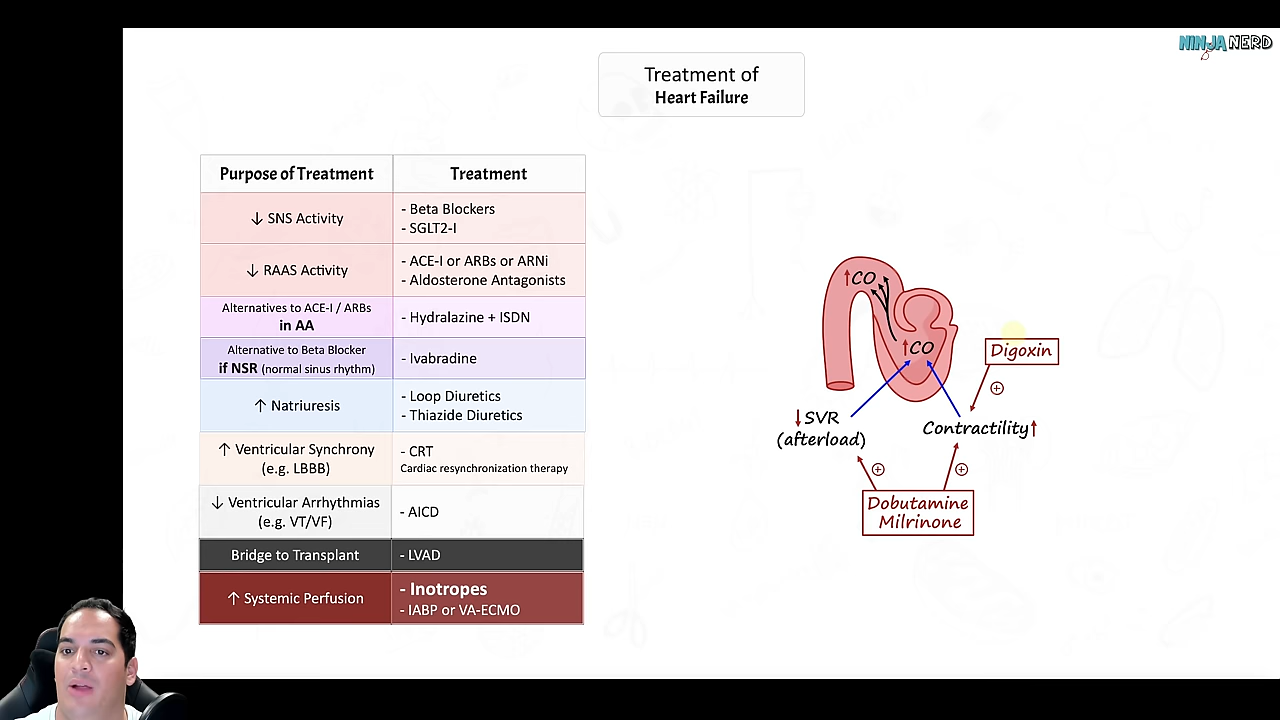 NINJA NERD
Treatment of
Heart Failure
Purpose of Treatment
Treatment
↓ SNS Activity
- Beta Blockers
- SGLT2-I
↓ RAAS Activity
- ACE-I or ARBs or ARNi
- Aldosterone Antagonists
Alternatives to ACE-I / ARBs
in AA
- Hydralazine + ISDN
Alternative to Beta Blocker
if NSR (normal sinus rhythm)
- Ivabradine
↑ Natriuresis
- Loop Diuretics
- Thiazide Diuretics
↑ Ventricular Synchrony
(e.g. LBBB)
- CRT
Cardiac resynchronization therapy
↓ Ventricular Arrhythmias
(e.g. VT/VF)
- AICD
Bridge to Transplant
- LVAD
↑ Systemic Perfusion
- Inotropes
- IABP or VA-ECMO
↑CO
↑CO
Digoxin
↓SVR
(afterload)
Contractility↑
Dobutamine
Milrinone